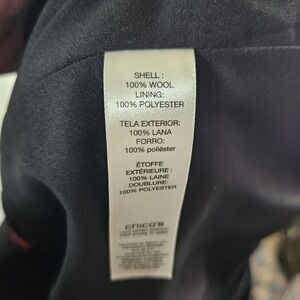 SHELL :
100% WOOL
LINING:
100% POLYESTER
TELA EXTERIOR:
100% LANA
FORRO:
100% poliéster
ÉTOFFE
EXTÉRIEURE :
100% LAINE
DOUBLURE:
100% POLYESTER
chico's